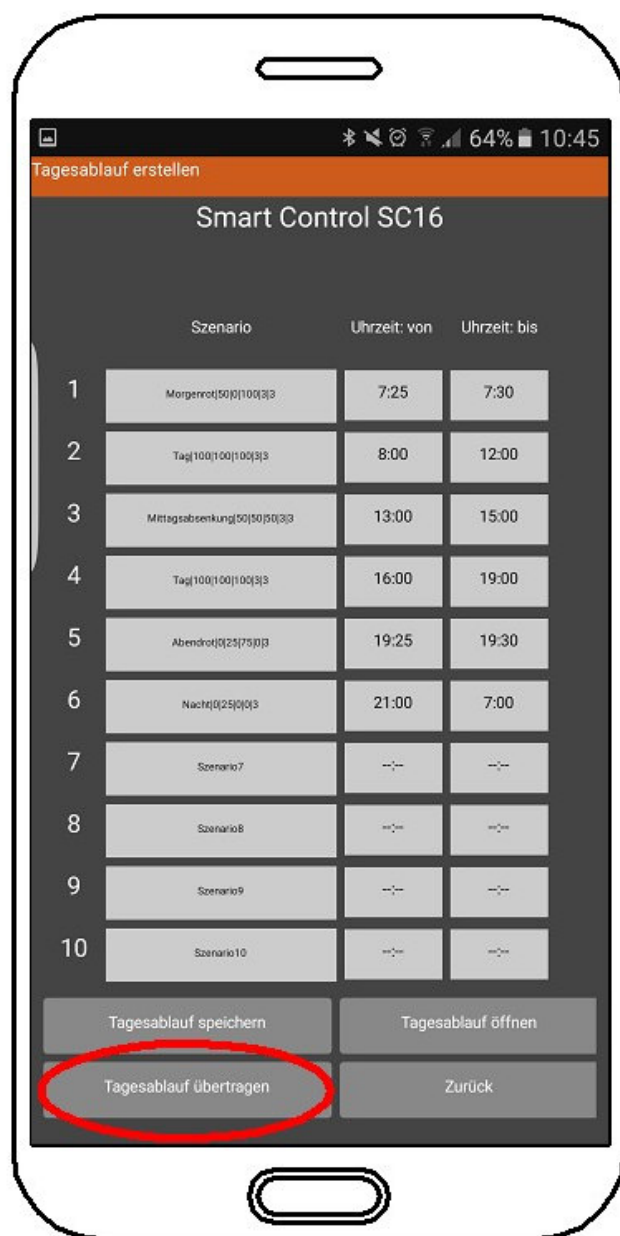 64% 10:45
Tagesablauf erstellen
Smart Control SC16
Szenario Uhrzeit: von Uhrzeit: bis
1 Morgenrot|50|0|100|3|3 7:25 7:30
2 Tag|100|100|100|3|3 8:00 12:00
3 Mittagsabsenkung|50|50|50|3|3 13:00 15:00
4 Tag|100|100|100|3|3 16:00 19:00
5 Abendrot|0|25|75|0|3 19:25 19:30
6 Nacht|0|25|0|0|3 21:00 7:00
7 Szenario7 --:-- --:--
8 Szenario8 --:-- --:--
9 Szenario9 --:-- --:--
10 Szenario10 --:-- --:--
Tagesablauf speichern Tagesablauf öffnen
Tagesablauf übertragen Zurück